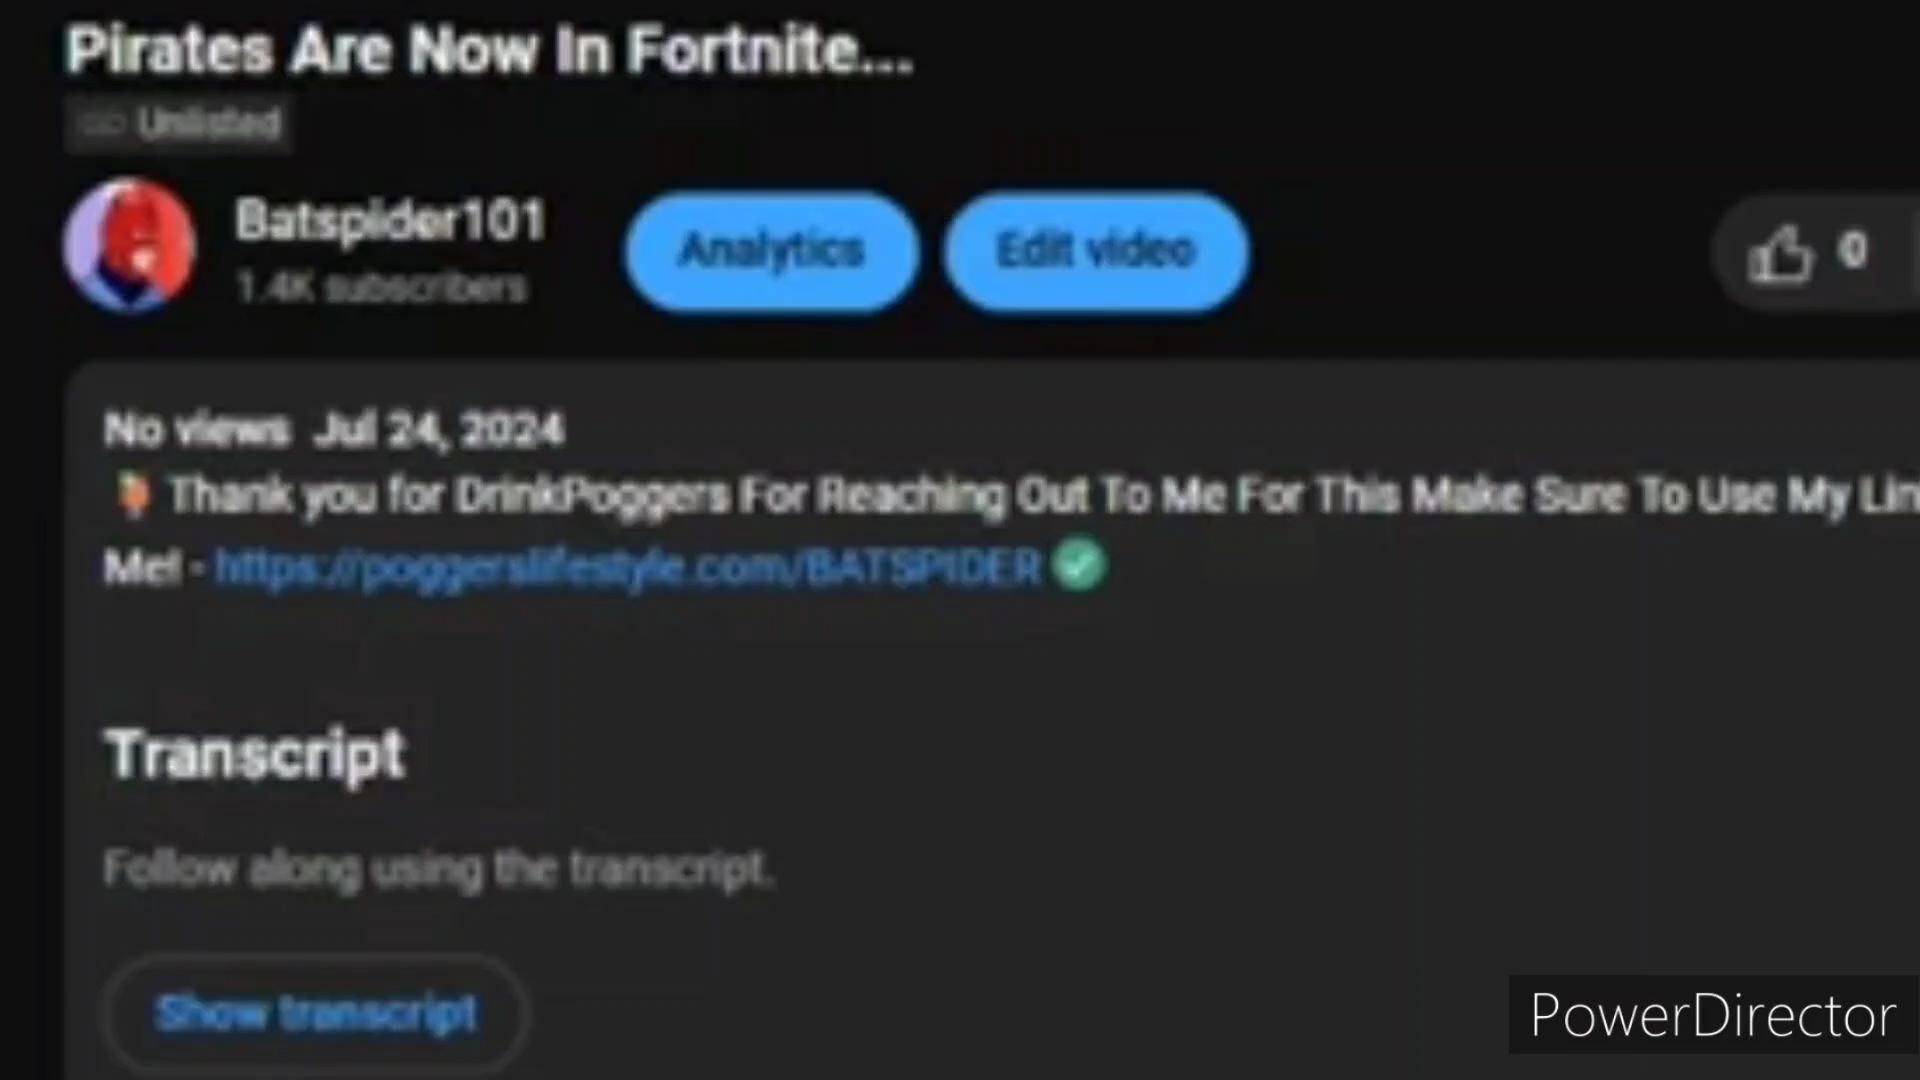 Pirates Are Now In Fortnite...
Unlisted
Batspider101
1.4K subscribers
Analytics
Edit video
0
No views Jul 24, 2024
Thank you for DrinkPoggers For Reaching Out To Me For This Make Sure To Use My Lin
Me! - https://poggerslifestyle.com/BATSPIDER
Transcript
Follow along using the transcript.
Show transcript
PowerDirector